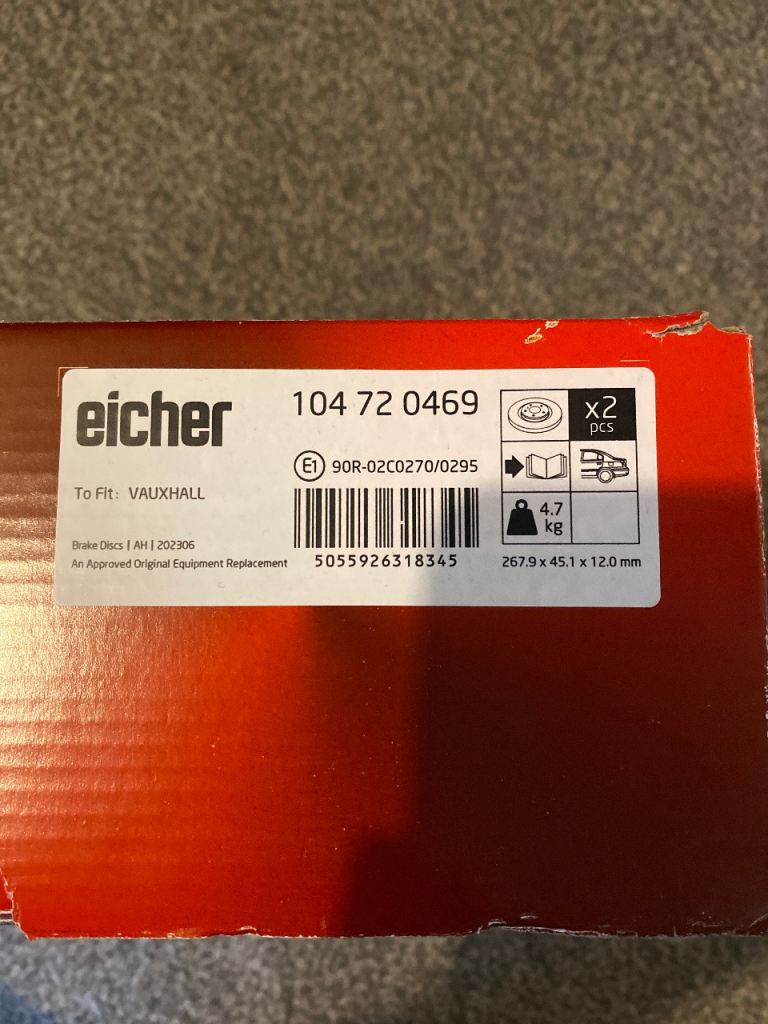 eicher
104 72 0469
x2
pcs
E1 90R-02C0270/0295
To Fit: VAUXHALL
4.7
kg
Brake Discs | AH | 202306
An Approved Original Equipment Replacement
5055926318345
267.9 x 45.1 x 12.0 mm